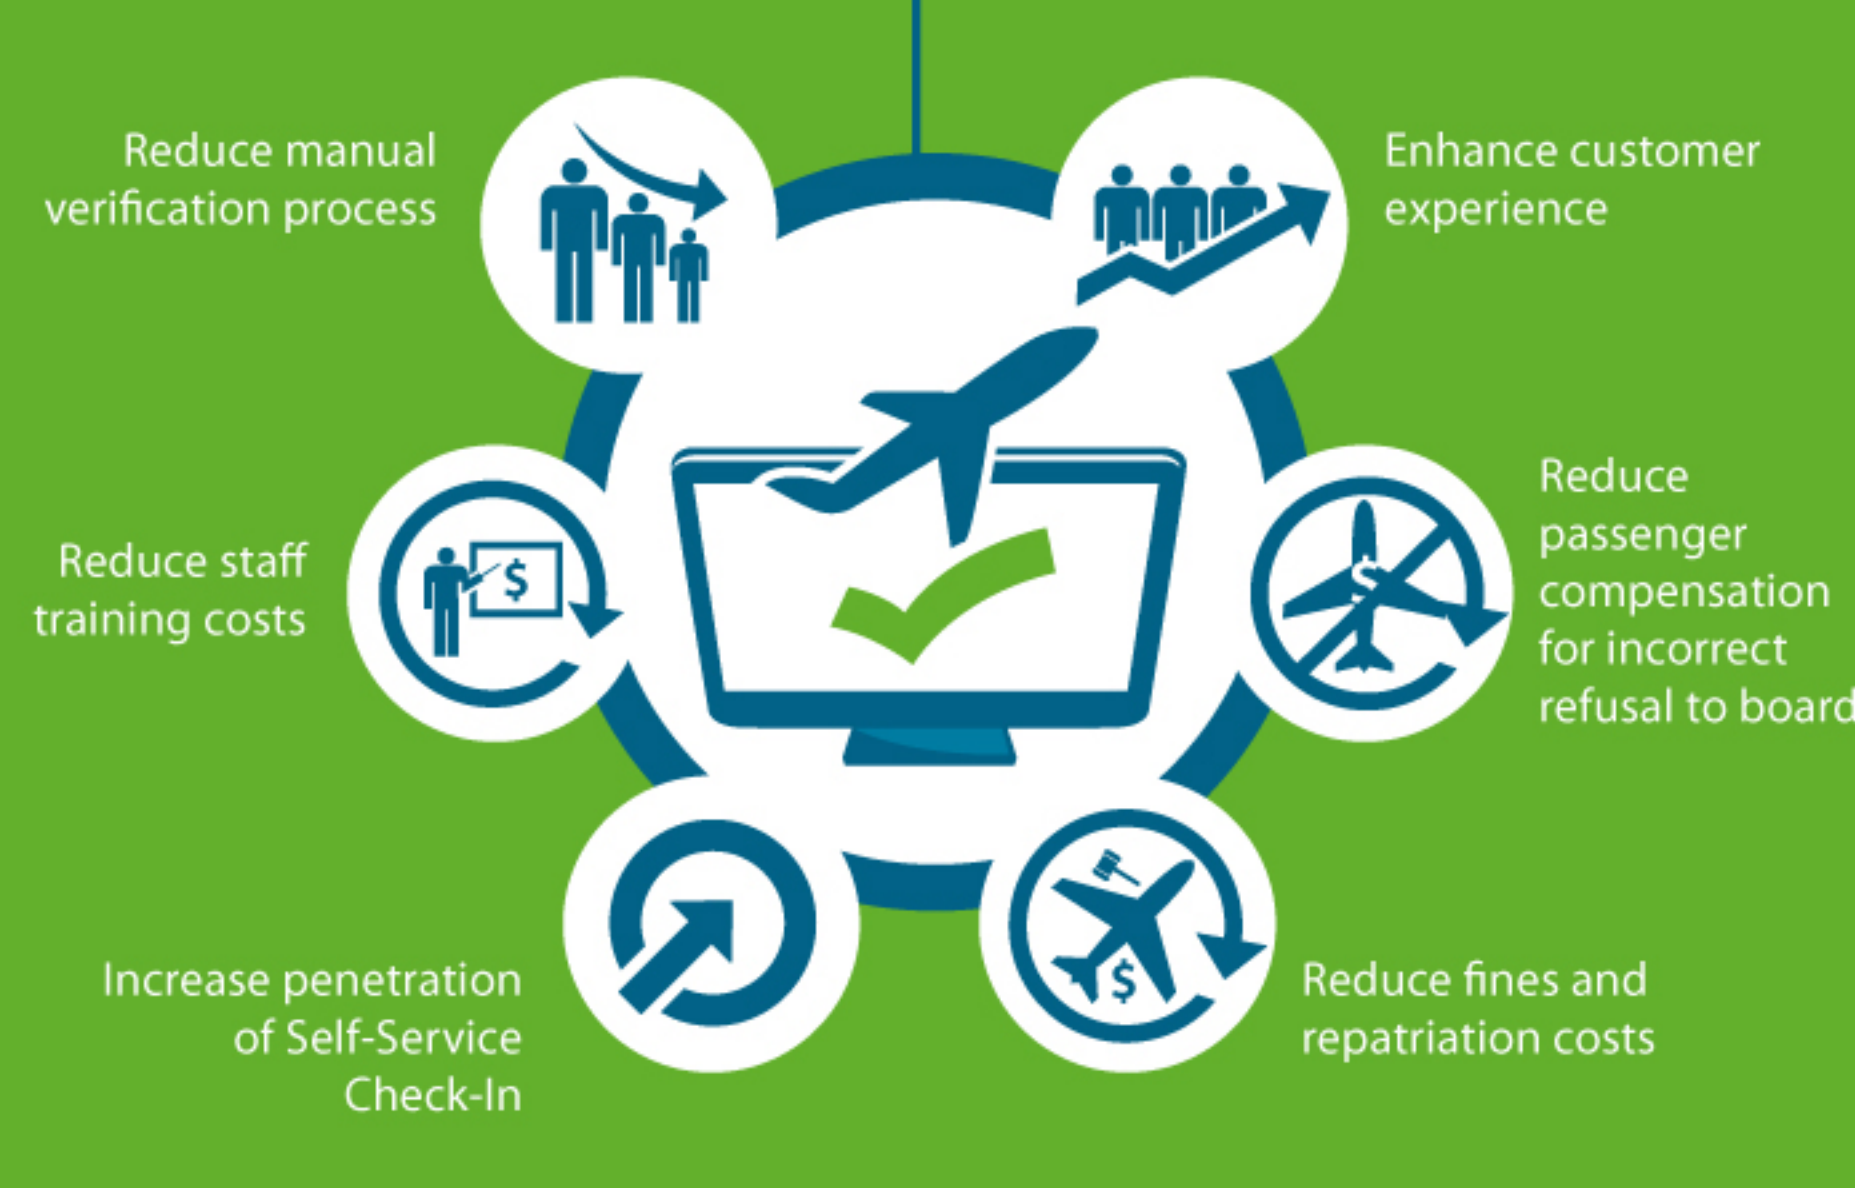 Reduce manual
verification process
Enhance customer
experience
Reduce staff
training costs
$
Reduce
passenger
compensation
for incorrect
refusal to board
$
Increase penetration
of Self-Service
Check-In
$
Reduce fines and
repatriation costs